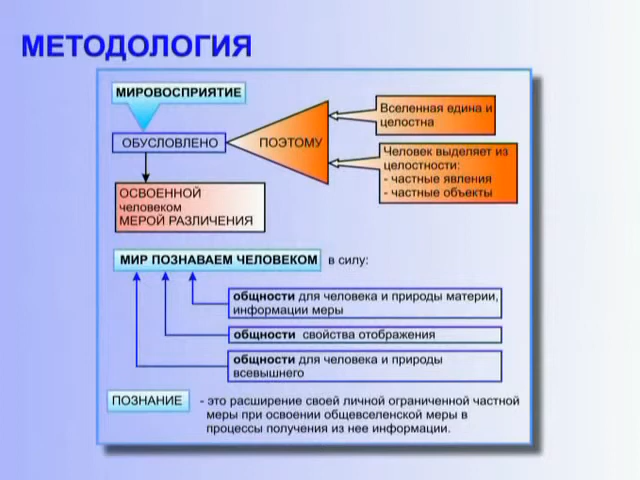 МЕТОДОЛОГИЯ
МИРОВОСПРИЯТИЕ
ОБУСЛОВЛЕНО
ПОЭТОМУ
Вселенная едина и
целостна
Человек выделяет из
целостности:
- частные явления
- частные объекты
ОСВОЕННОЙ
человеком
МЕРОЙ РАЗЛИЧЕНИЯ
МИР ПОЗНАВАЕМ ЧЕЛОВЕКОМ в силу:
общности для человека и природы материи,
информации меры
общности свойства отображения
общности для человека и природы
всевышнего
ПОЗНАНИЕ - это расширение своей личной ограниченной частной
меры при освоении общевселенской меры в
процессы получения из нее информации.